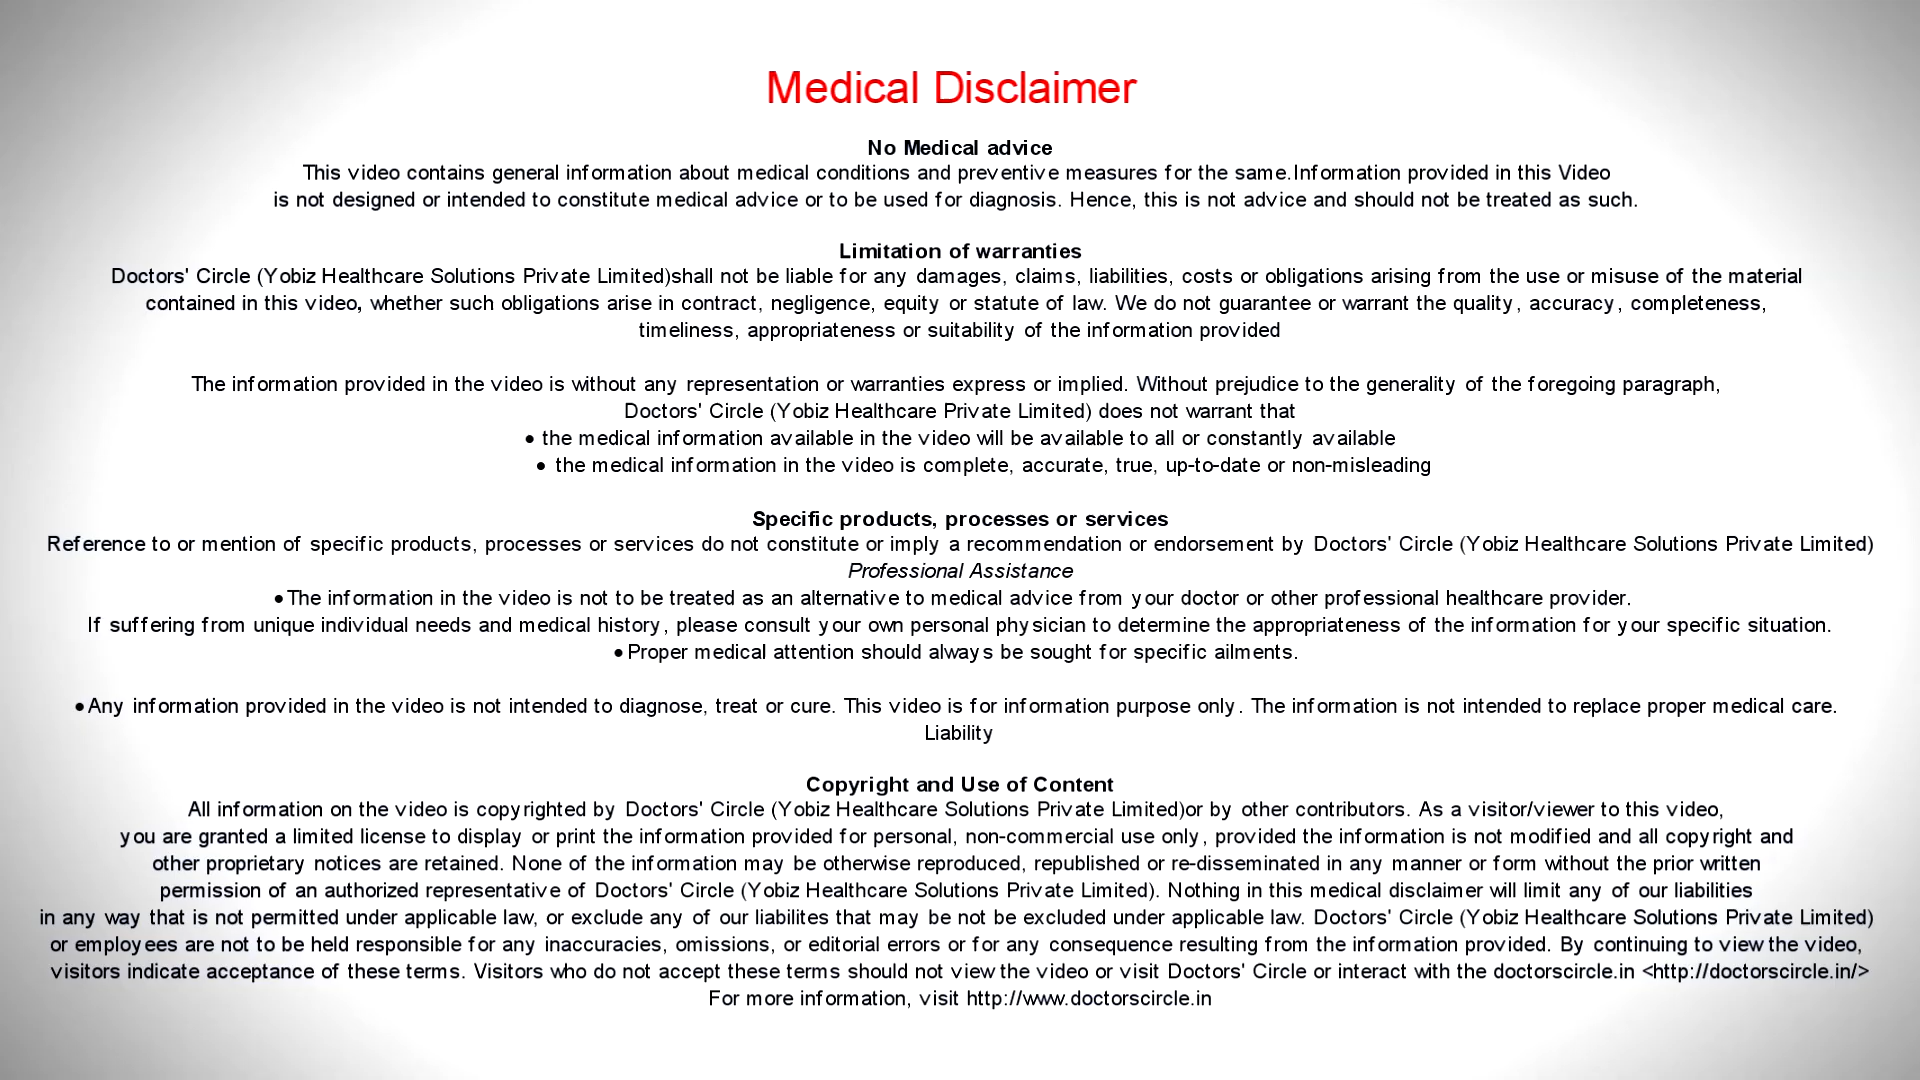 Medical Disclaimer
No Medical advice
This video contains general information about medical conditions and preventive measures for the same.Information provided in this Video
is not designed or intended to constitute medical advice or to be used for diagnosis. Hence, this is not advice and should not be treated as such.
Limitation of warranties
Doctors' Circle (Yobiz Healthcare Solutions Private Limited)shall not be liable for any damages, claims, liabilities, costs or obligations arising from the use or misuse of the material
contained in this video, whether such obligations arise in contract, negligence, equity or statute of law. We do not guarantee or warrant the quality, accuracy, completeness,
timeliness, appropriateness or suitability of the information provided
The information provided in the video is without any representation or warranties express or implied. Without prejudice to the generality of the foregoing paragraph,
Doctors' Circle (Yobiz Healthcare Private Limited) does not warrant that
• the medical information available in the video will be available to all or constantly available
• the medical information in the video is complete, accurate, true, up-to-date or non-misleading
Specific products, processes or services
Reference to or mention of specific products, processes or services do not constitute or imply a recommendation or endorsement by Doctors' Circle (Yobiz Healthcare Solutions Private Limited)
Professional Assistance
•The information in the video is not to be treated as an alternative to medical advice from your doctor or other professional healthcare provider.
If suffering from unique individual needs and medical history, please consult your own personal physician to determine the appropriateness of the information for your specific situation.
•Proper medical attention should always be sought for specific ailments.
•Any information provided in the video is not intended to diagnose, treat or cure. This video is for information purpose only. The information is not intended to replace proper medical care.
Liability
Copyright and Use of Content
All information on the video is copyrighted by Doctors' Circle (Yobiz Healthcare Solutions Private Limited)or by other contributors. As a visitor/viewer to this video,
you are granted a limited license to display or print the information provided for personal, non-commercial use only, provided the information is not modified and all copyright and
other proprietary notices are retained. None of the information may be otherwise reproduced, republished or re-disseminated in any manner or form without the prior written
permission of an authorized representative of Doctors' Circle (Yobiz Healthcare Solutions Private Limited). Nothing in this medical disclaimer will limit any of our liabilities
in any way that is not permitted under applicable law, or exclude any of our liabilites that may be not be excluded under applicable law. Doctors' Circle (Yobiz Healthcare Solutions Private Limited)
or employees are not to be held responsible for any inaccuracies, omissions, or editorial errors or for any consequence resulting from the information provided. By continuing to view the video,
visitors indicate acceptance of these terms. Visitors who do not accept these terms should not view the video or visit Doctors' Circle or interact with the doctorscircle.in <http://doctorscircle.in/>
For more information, visit http://www.doctorscircle.in